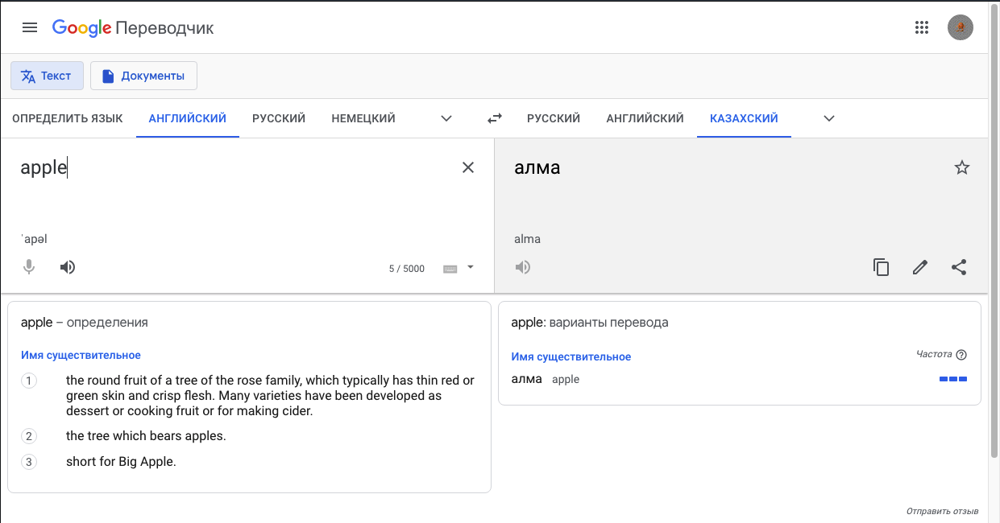 Google Переводчик
Текст
Документы
ОПРЕДЕЛИТЬ ЯЗЫК АНГЛИЙСКИЙ РУССКИЙ НЕМЕЦКИЙ РУССКИЙ АНГЛИЙСКИЙ КАЗАХСКИЙ
apple
ˈapəl
5 / 5000
алма
alma
apple – определения
Имя существительное
1 the round fruit of a tree of the rose family, which typically has thin red or
green skin and crisp flesh. Many varieties have been developed as
dessert or cooking fruit or for making cider.
2 the tree which bears apples.
3 short for Big Apple.
apple: варианты перевода
Имя существительное Частота ?
алма apple
Отправить отзыв